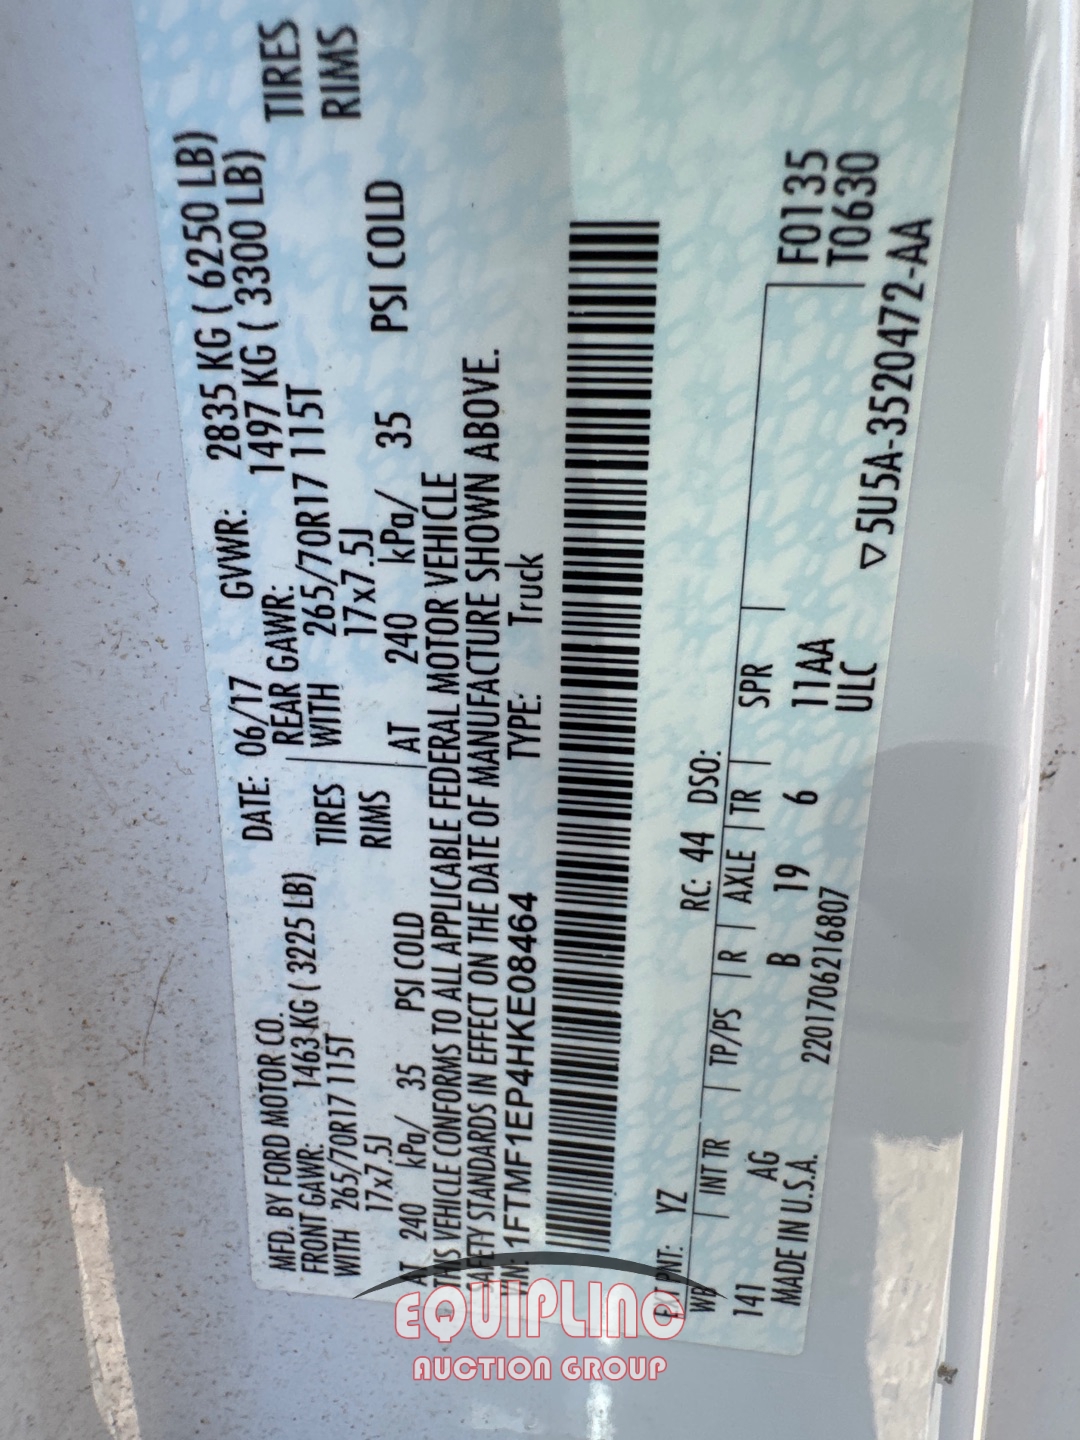 MFD. BY FORD MOTOR CO. DATE: 06/17 GVWR: 2835 KG ( 6250 LB)
FRONT GAWR: 1463 KG ( 3225 LB) REAR GAWR: 1497 KG ( 3300 LB)
WITH 265/70R17 115T TIRES WITH 265/70R17 115T TIRES
17x7.5J RIMS 17x7.5J RIMS
AT 240 kPa/ 35 PSI COLD AT 240 kPa/ 35 PSI COLD
THIS VEHICLE CONFORMS TO ALL APPLICABLE FEDERAL MOTOR VEHICLE
SAFETY STANDARDS IN EFFECT ON THE DATE OF MANUFACTURE SHOWN ABOVE.
VIN: 1FTMF1EP4HKE08464 TYPE: Truck
PNT: YZ RC: 44 DSO:
WB INT TR TP/PS R AXLE TR SPR F0135
141 AG B 19 6 11AA T0630
MADE IN U.S.A. 2201706216807 ULC
▽5U5A-3520472-AA
EQUIPLINC
AUCTION GROUP